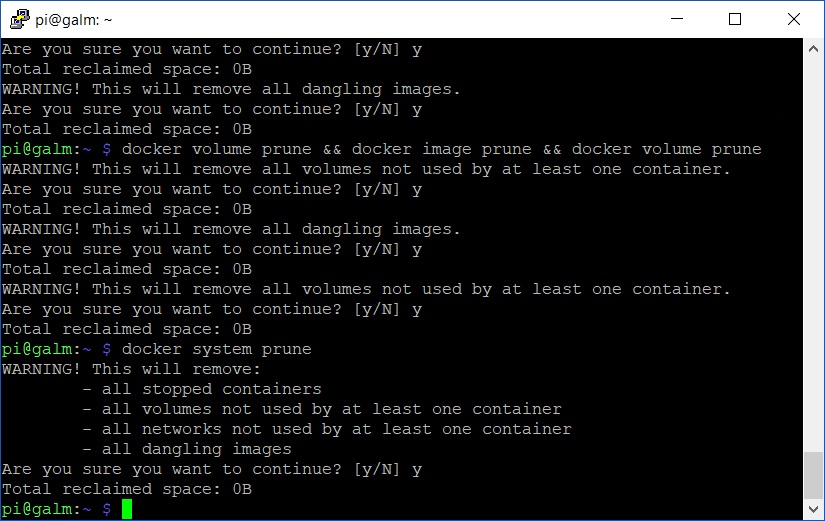 pi@galm: ~
Are you sure you want to continue? [y/N] y
Total reclaimed space: 0B
WARNING! This will remove all dangling images.
Are you sure you want to continue? [y/N] y
Total reclaimed space: 0B
pi@galm:~ $ docker volume prune && docker image prune && docker volume prune
WARNING! This will remove all volumes not used by at least one container.
Are you sure you want to continue? [y/N] y
Total reclaimed space: 0B
WARNING! This will remove all dangling images.
Are you sure you want to continue? [y/N] y
Total reclaimed space: 0B
WARNING! This will remove all volumes not used by at least one container.
Are you sure you want to continue? [y/N] y
Total reclaimed space: 0B
pi@galm:~ $ docker system prune
WARNING! This will remove:
        - all stopped containers
        - all volumes not used by at least one container
        - all networks not used by at least one container
        - all dangling images
Are you sure you want to continue? [y/N] y
Total reclaimed space: 0B
pi@galm:~ $